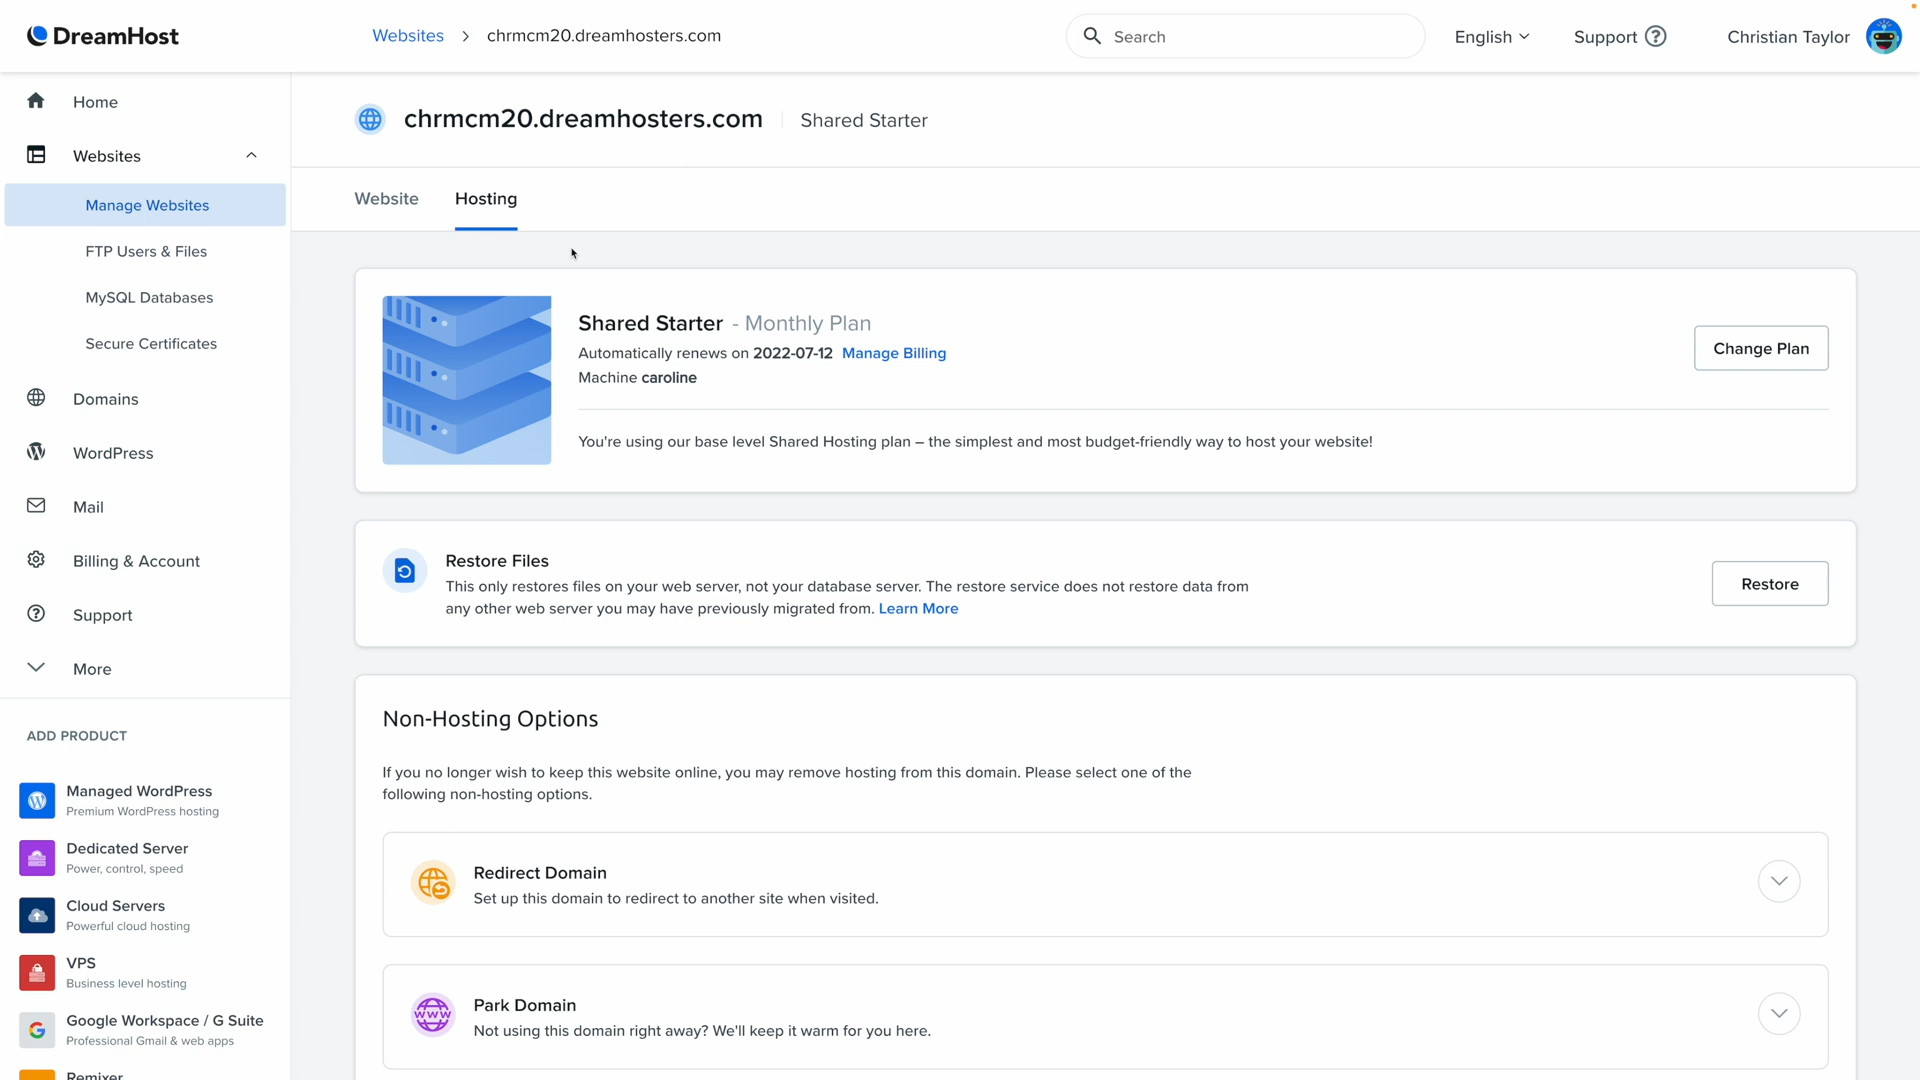 DreamHost
Websites > chrmcm20.dreamhosters.com
Search
English
Support
Christian Taylor
Home
Websites
Manage Websites
FTP Users & Files
MySQL Databases
Secure Certificates
Domains
WordPress
Mail
Billing & Account
Support
More
ADD PRODUCT
Managed WordPress
Premium WordPress hosting
Dedicated Server
Power, control, speed
Cloud Servers
Powerful cloud hosting
VPS
Business level hosting
Google Workspace / G Suite
Professional Gmail & web apps
Remixer
chrmcm20.dreamhosters.com
Shared Starter
Website
Hosting
Shared Starter - Monthly Plan
Automatically renews on 2022-07-12 Manage Billing
Machine caroline
Change Plan
You're using our base level Shared Hosting plan – the simplest and most budget-friendly way to host your website!
Restore Files
This only restores files on your web server, not your database server. The restore service does not restore data from
any other web server you may have previously migrated from. Learn More
Restore
Non-Hosting Options
If you no longer wish to keep this website online, you may remove hosting from this domain. Please select one of the
following non-hosting options.
Redirect Domain
Set up this domain to redirect to another site when visited.
www
Park Domain
Not using this domain right away? We'll keep it warm for you here.